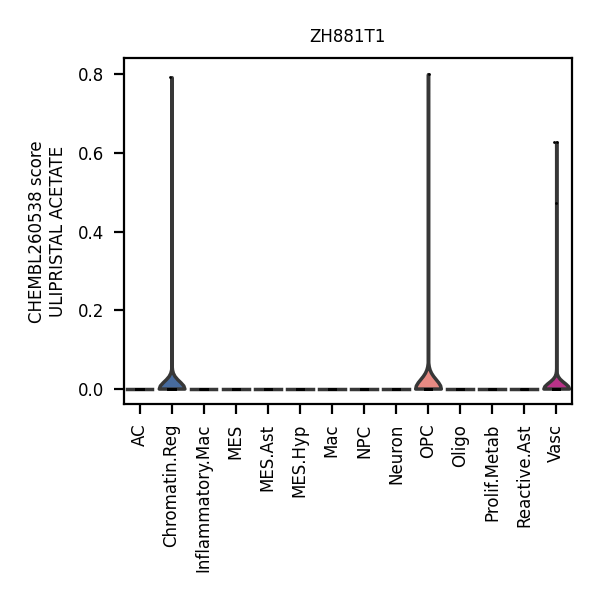 ZH881T1
CHEMBL260538 score
ULIPRISTAL ACETATE
0.8
0.6
0.4
0.2
0.0
AC
Chromatin.Reg
Inflammatory.Mac
MES
MES.Ast
MES.Hyp
Mac
NPC
Neuron
OPC
Oligo
Prolif.Metab
Reactive.Ast
Vasc